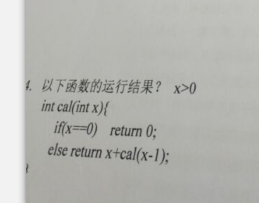 4. 以下函数的运行结果？ x>0
int cal(int x){
if(x==0) return 0;
else return x+cal(x-1);
}